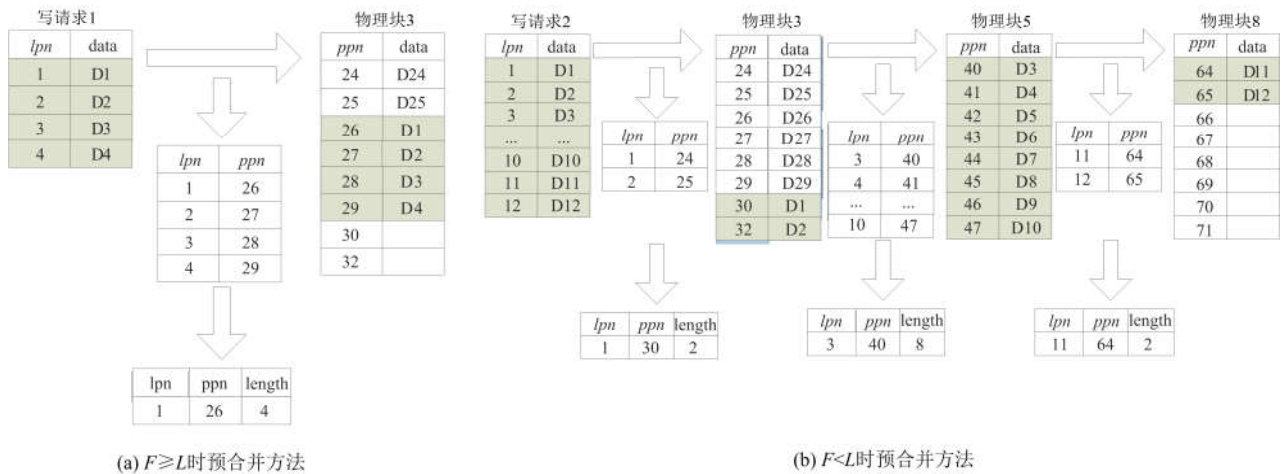 写请求1
lpn data
1 D1
2 D2
3 D3
4 D4
lpn ppn
1 26
2 27
3 28
4 29
lpn ppn length
1 26 4
物理块3
ppn data
24 D24
25 D25
26 D1
27 D2
28 D3
29 D4
30
32
(a) F≥L时预合并方法
写请求2
lpn data
1 D1
2 D2
3 D3
... ...
10 D10
11 D11
12 D12
lpn ppn
1 24
2 25
lpn ppn length
1 30 2
物理块3
ppn data
24 D24
25 D25
26 D26
27 D27
28 D28
29 D29
30 D1
32 D2
lpn ppn
3 40
4 41
... ...
10 47
lpn ppn length
3 40 8
物理块5
ppn data
40 D3
41 D4
42 D5
43 D6
44 D7
45 D8
46 D9
47 D10
lpn ppn
11 64
12 65
lpn ppn length
11 64 2
物理块8
ppn data
64 D11
65 D12
66
67
68
69
70
71
(b) F<L时预合并方法